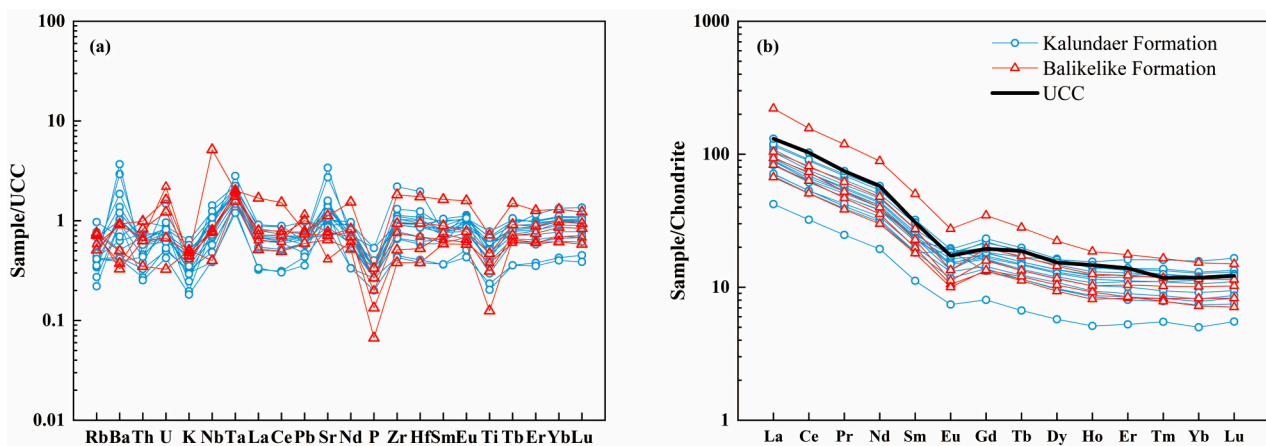 (a)
Sample/UCC
100
10
1
0.1
0.01
Rb Ba Th U K Nb Ta La Ce Pb Sr Nd P Zr Hf Sm Eu Ti Tb Er Yb Lu
(b)
Kalundaer Formation
Balikelike Formation
UCC
Sample/Chondrite
1000
100
10
1
La Ce Pr Nd Sm Eu Gd Tb Dy Ho Er Tm Yb Lu